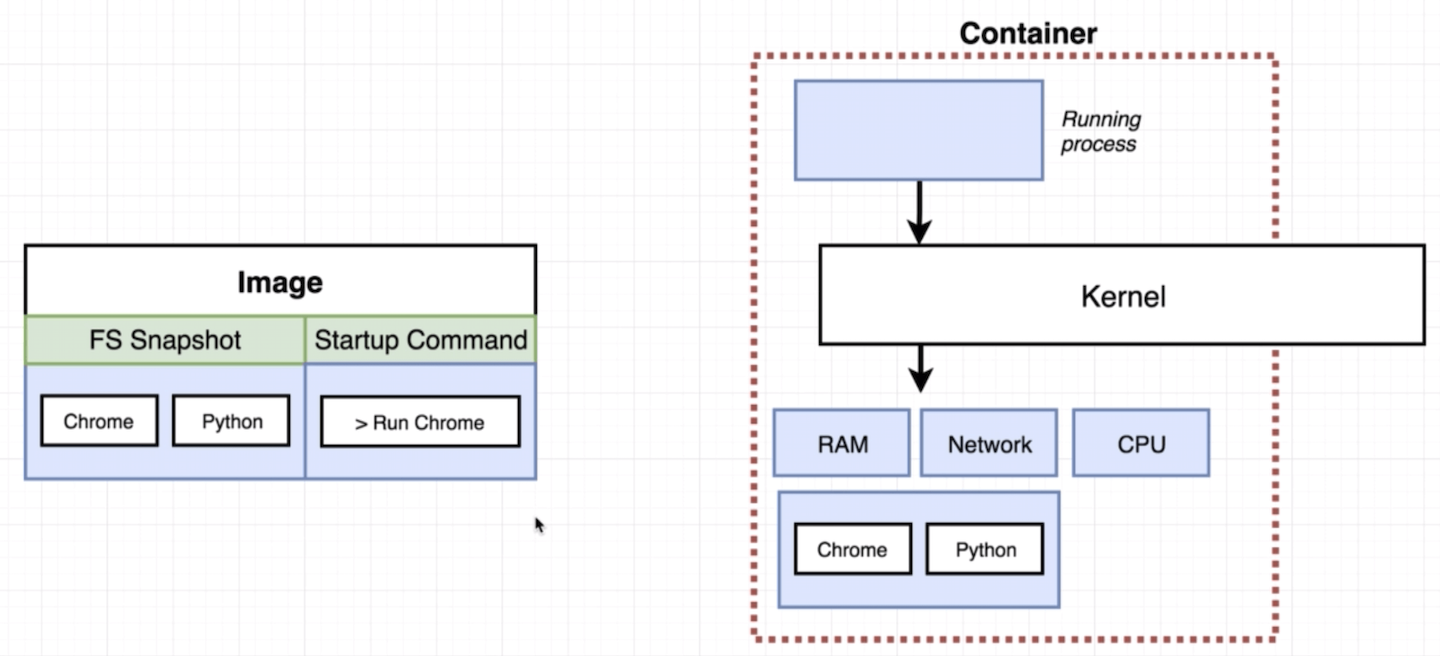 Container
Running
process
Image
Kernel
FS Snapshot
Startup Command
Chrome
Python
> Run Chrome
RAM
Network
CPU
Chrome
Python